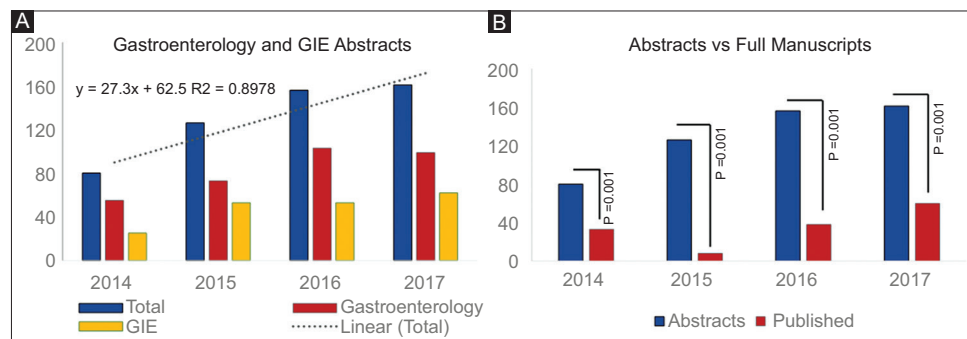 A
Gastroenterology and GIE Abstracts
y = 27.3x + 62.5 R2 = 0.8978
200
160
120
80
40
0
2014 2015 2016 2017
Total Gastroenterology
GIE Linear (Total)
B
Abstracts vs Full Manuscripts
200
160
120
80
40
0
P =0.001
P =0.001
P =0.001
P =0.001
2014 2015 2016 2017
Abstracts Published